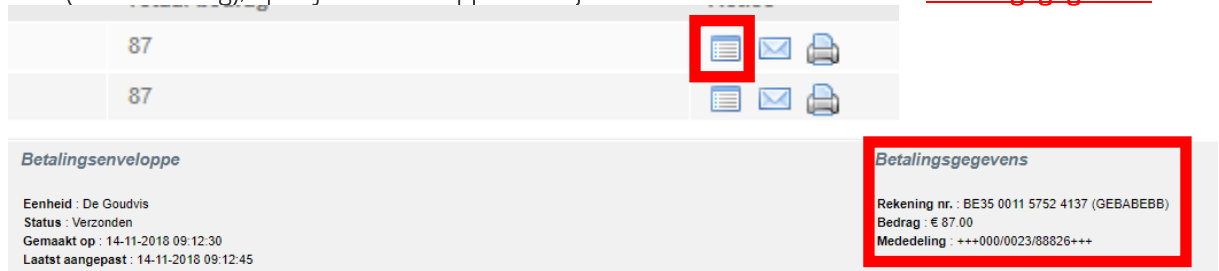 87
87
Betalingsenveloppe
Betalingsgegevens
Eenheid : De Goudvis
Status : Verzonden
Gemaakt op : 14-11-2018 09:12:30
Laatst aangepast : 14-11-2018 09:12:45
Rekening nr. : BE35 0011 5752 4137 (GEBABEBB)
Bedrag : € 87.00
Mededeling : +++000/0023/88826+++